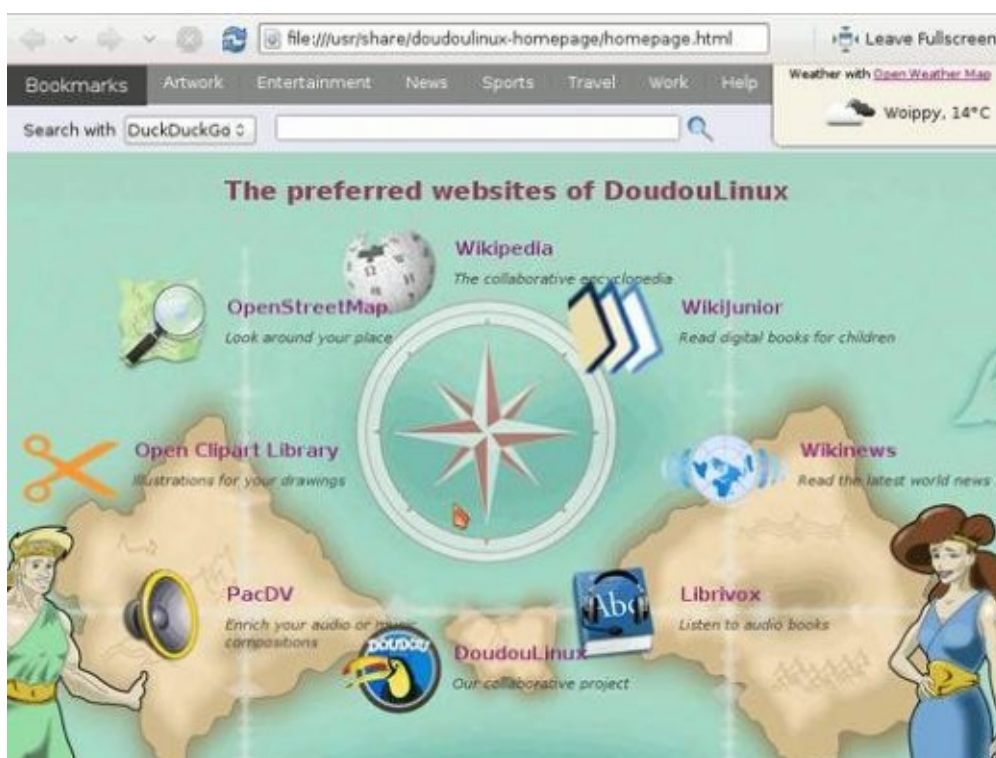 file:///usr/share/doudoulinux-homepage/homepage.html Leave Fullscreen
Bookmarks Artwork Entertainment News Sports Travel Work Help
Weather with Open Weather Map
Woippy, 14°C
Search with DuckDuckGo
The preferred websites of DoudouLinux
Wikipedia
The collaborative encyclopedia
OpenStreetMap
Look around your place
WikiJunior
Read digital books for children
Open Clipart Library
Illustrations for your drawings
Wikinews
Read the latest world news
PacDV
Enrich your audio or music
compositions
Abc
Librivox
Listen to audio books
DOUDOU
DoudouLinux
Our collaborative project